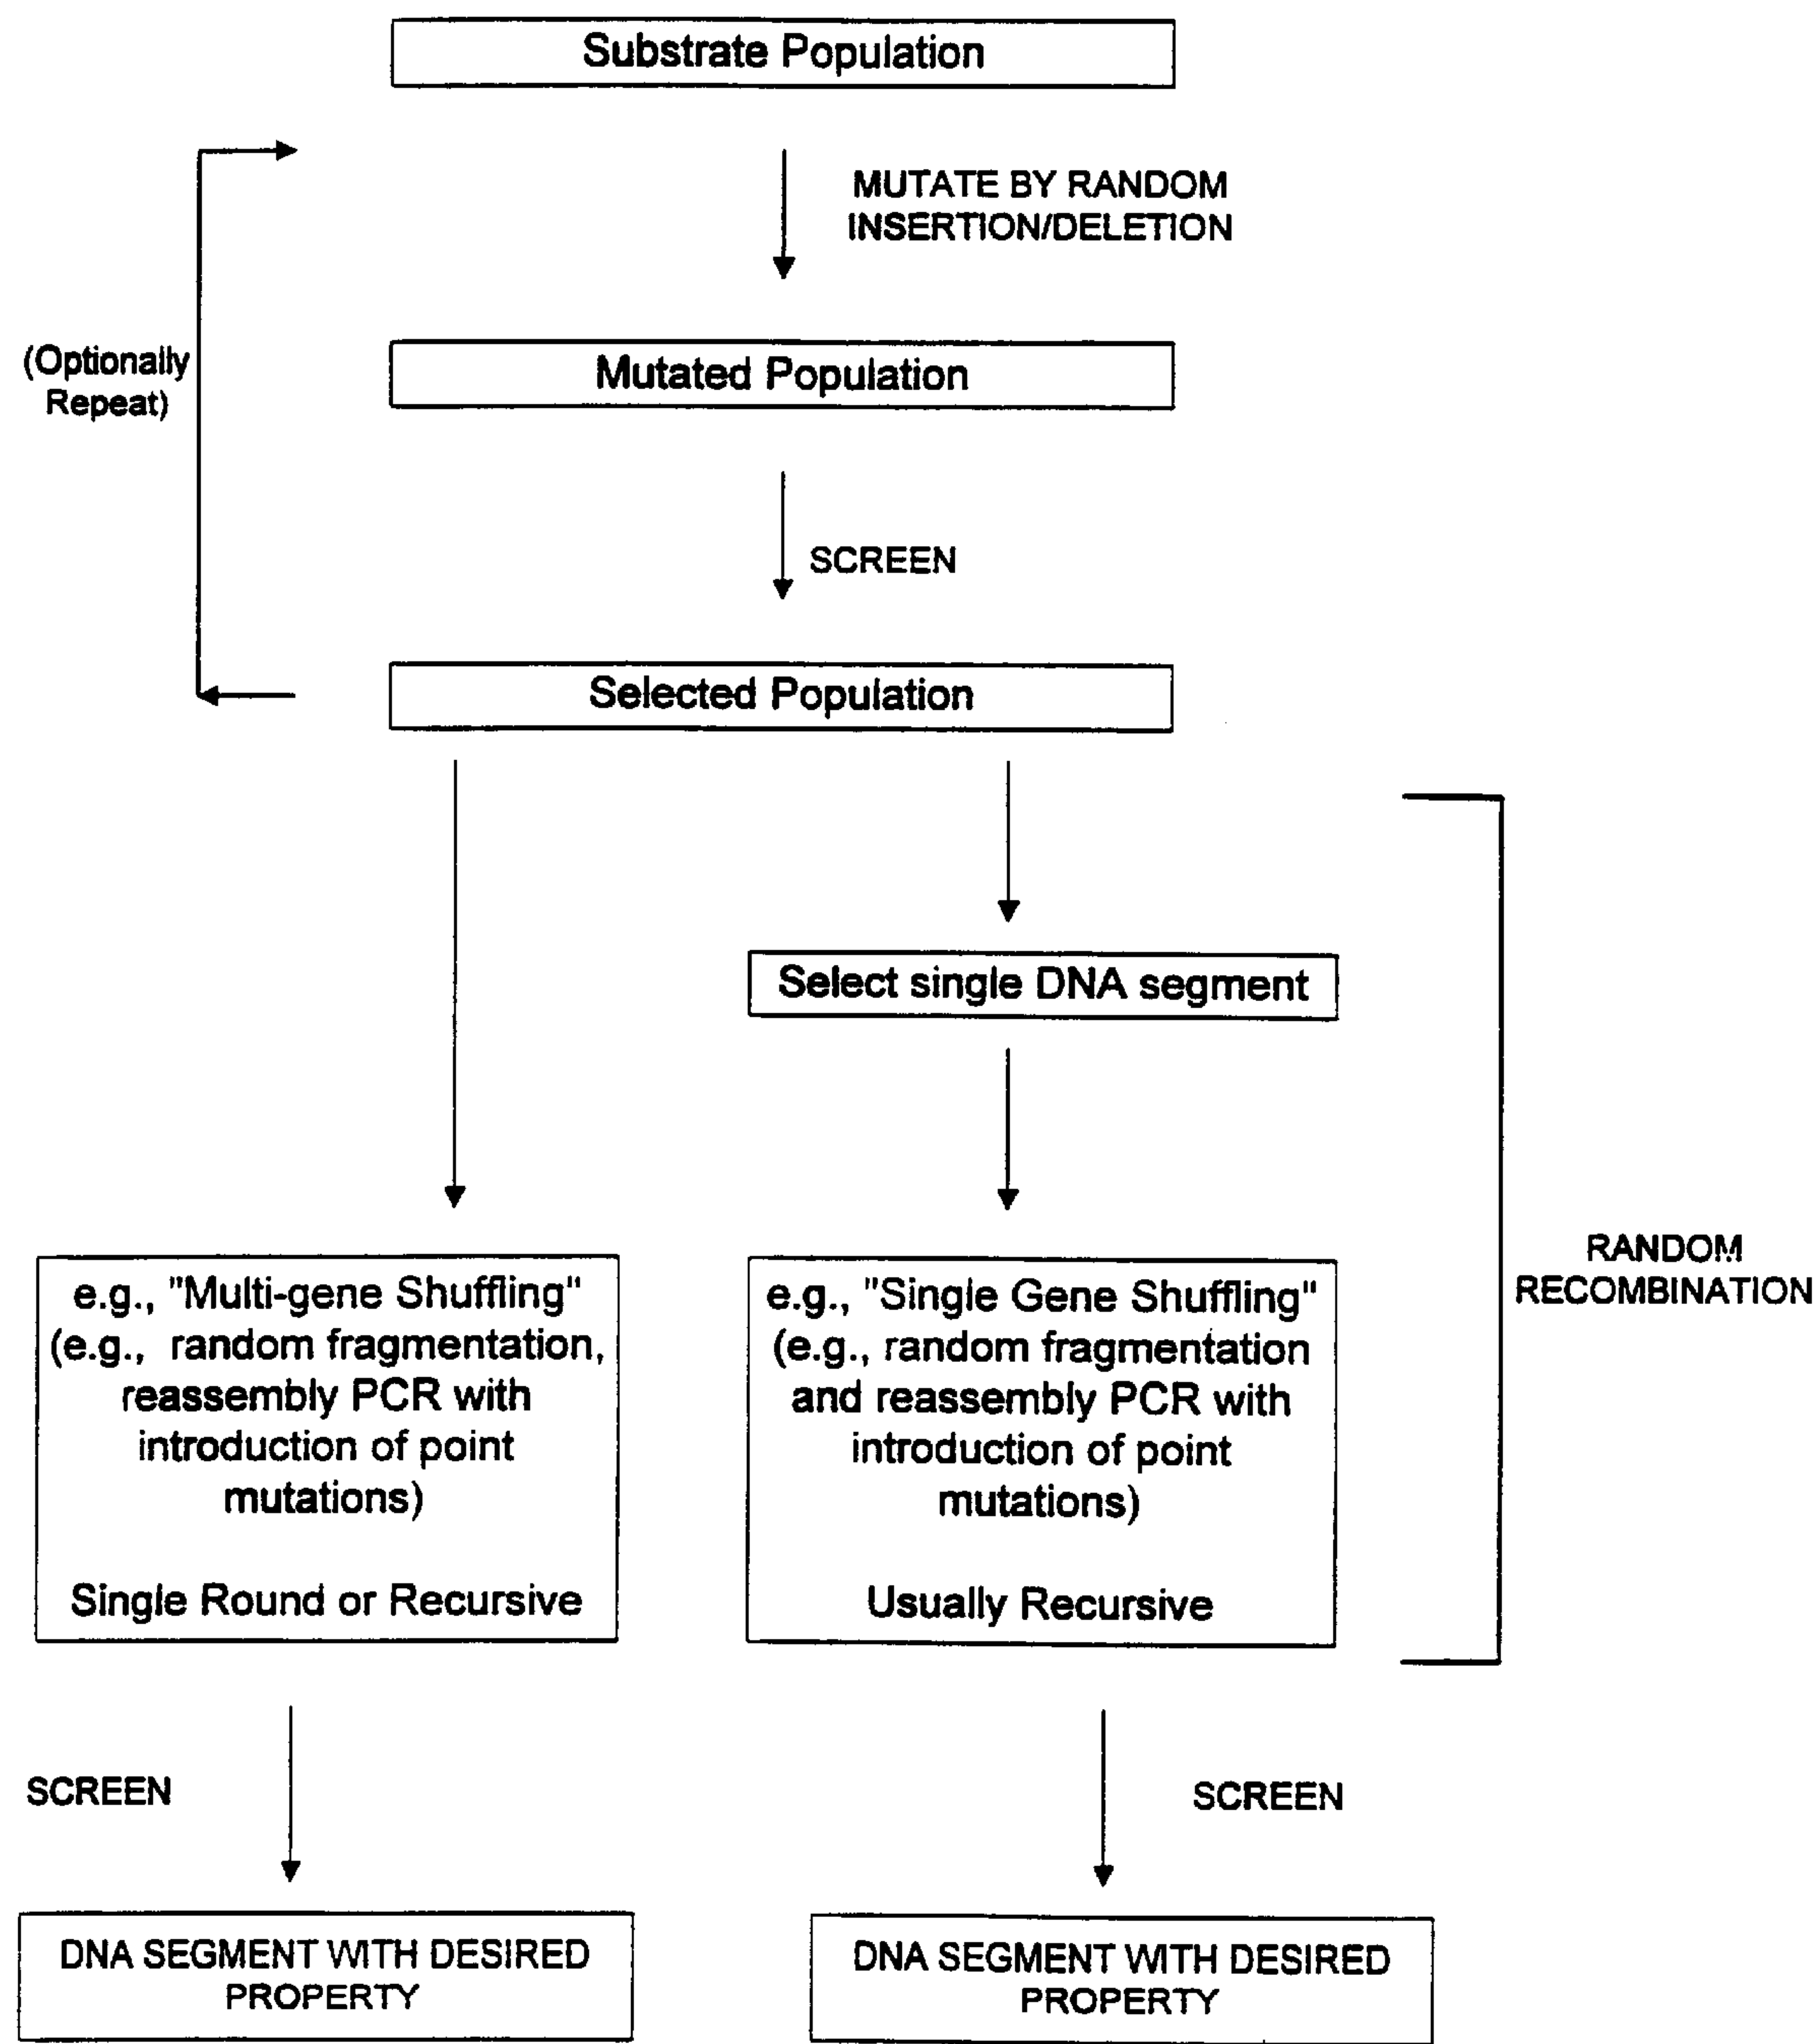 Substrate Population
MUTATE BY RANDOM
INSERTION/DELETION
(Optionally
Repeat)
Mutated Population
SCREEN
Selected Population
Select single DNA segment
e.g., "Multi-gene Shuffling"
(e.g., random fragmentation,
reassembly PCR with
introduction of point
mutations)
Single Round or Recursive
e.g., "Single Gene Shuffling"
(e.g., random fragmentation
and reassembly PCR with
introduction of point
mutations)
Usually Recursive
RANDOM
RECOMBINATION
SCREEN
SCREEN
DNA SEGMENT WITH DESIRED
PROPERTY
DNA SEGMENT WITH DESIRED
PROPERTY